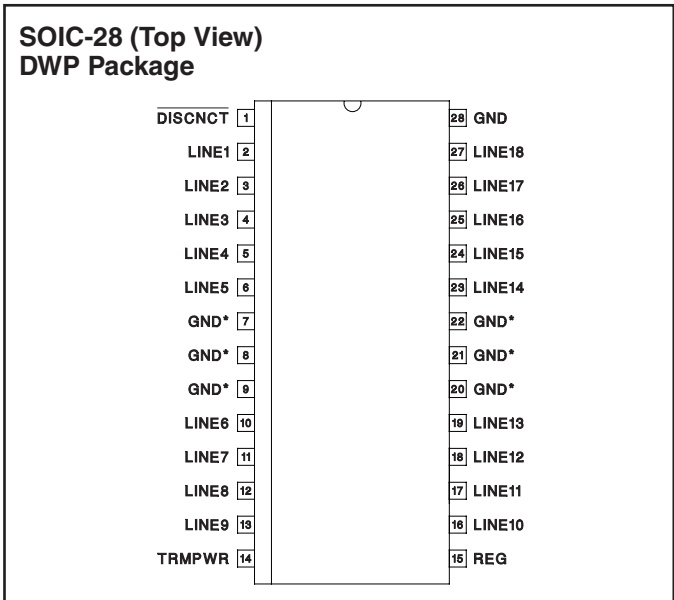 SOIC-28 (Top View)
DWP Package
DISCNCT 1 28 GND
LINE1 2 27 LINE18
LINE2 3 26 LINE17
LINE3 4 25 LINE16
LINE4 5 24 LINE15
LINE5 6 23 LINE14
GND* 7 22 GND*
GND* 8 21 GND*
GND* 9 20 GND*
LINE6 10 19 LINE13
LINE7 11 18 LINE12
LINE8 12 17 LINE11
LINE9 13 16 LINE10
TRMPWR 14 15 REG